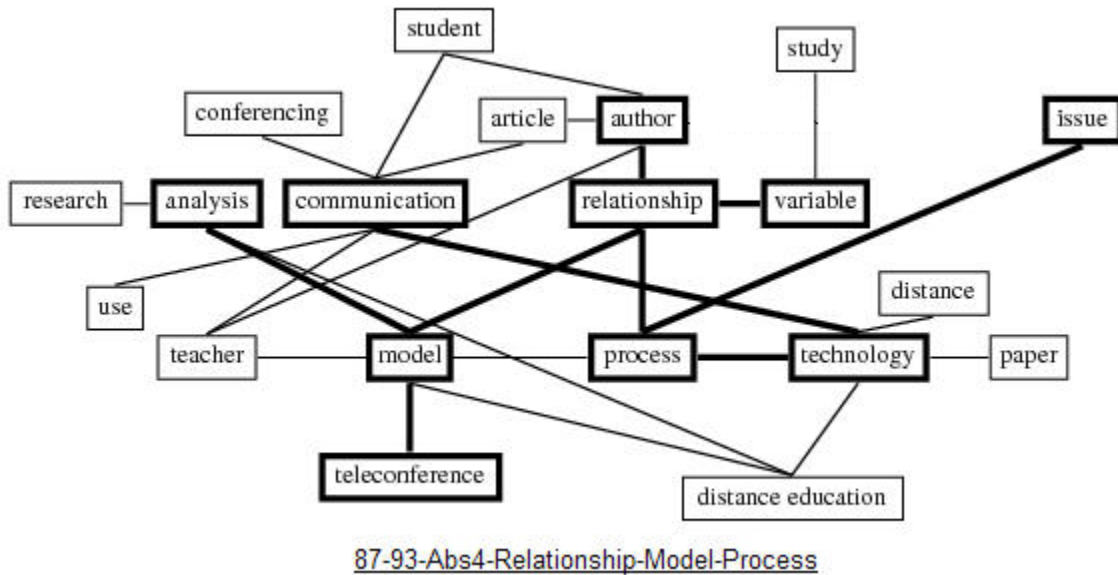 student
study
conferencing
article
author
issue
research
analysis
communication
relationship
variable
use
distance
teacher
model
process
technology
paper
teleconference
distance education
87-93-Abs4-Relationship-Model-Process